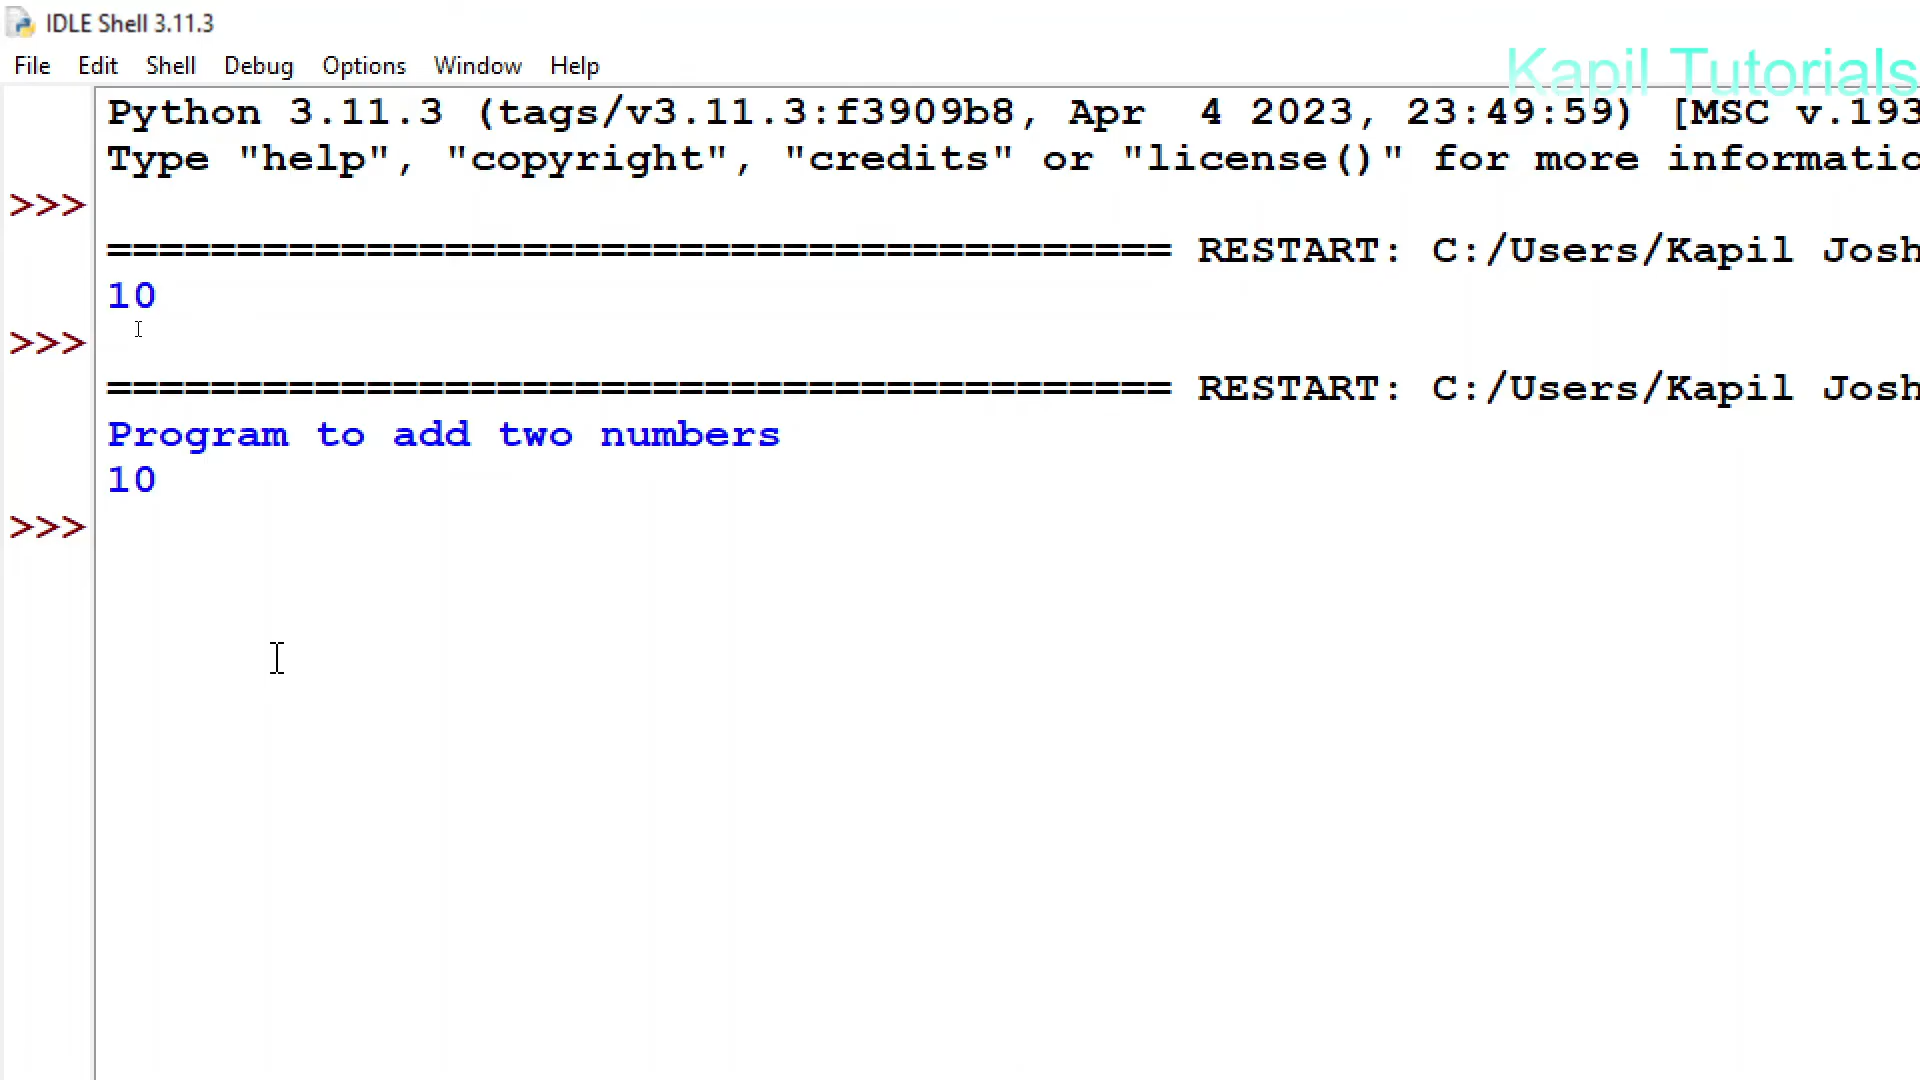 IDLE Shell 3.11.3
File Edit Shell Debug Options Window Help
Kapil Tutorials
Python 3.11.3 (tags/v3.11.3:f3909b8, Apr  4 2023, 23:49:59) [MSC v.193
Type "help", "copyright", "credits" or "license()" for more informatic
>>>
========================================= RESTART: C:/Users/Kapil Josh
10
>>>
========================================= RESTART: C:/Users/Kapil Josh
Program to add two numbers
10
>>>